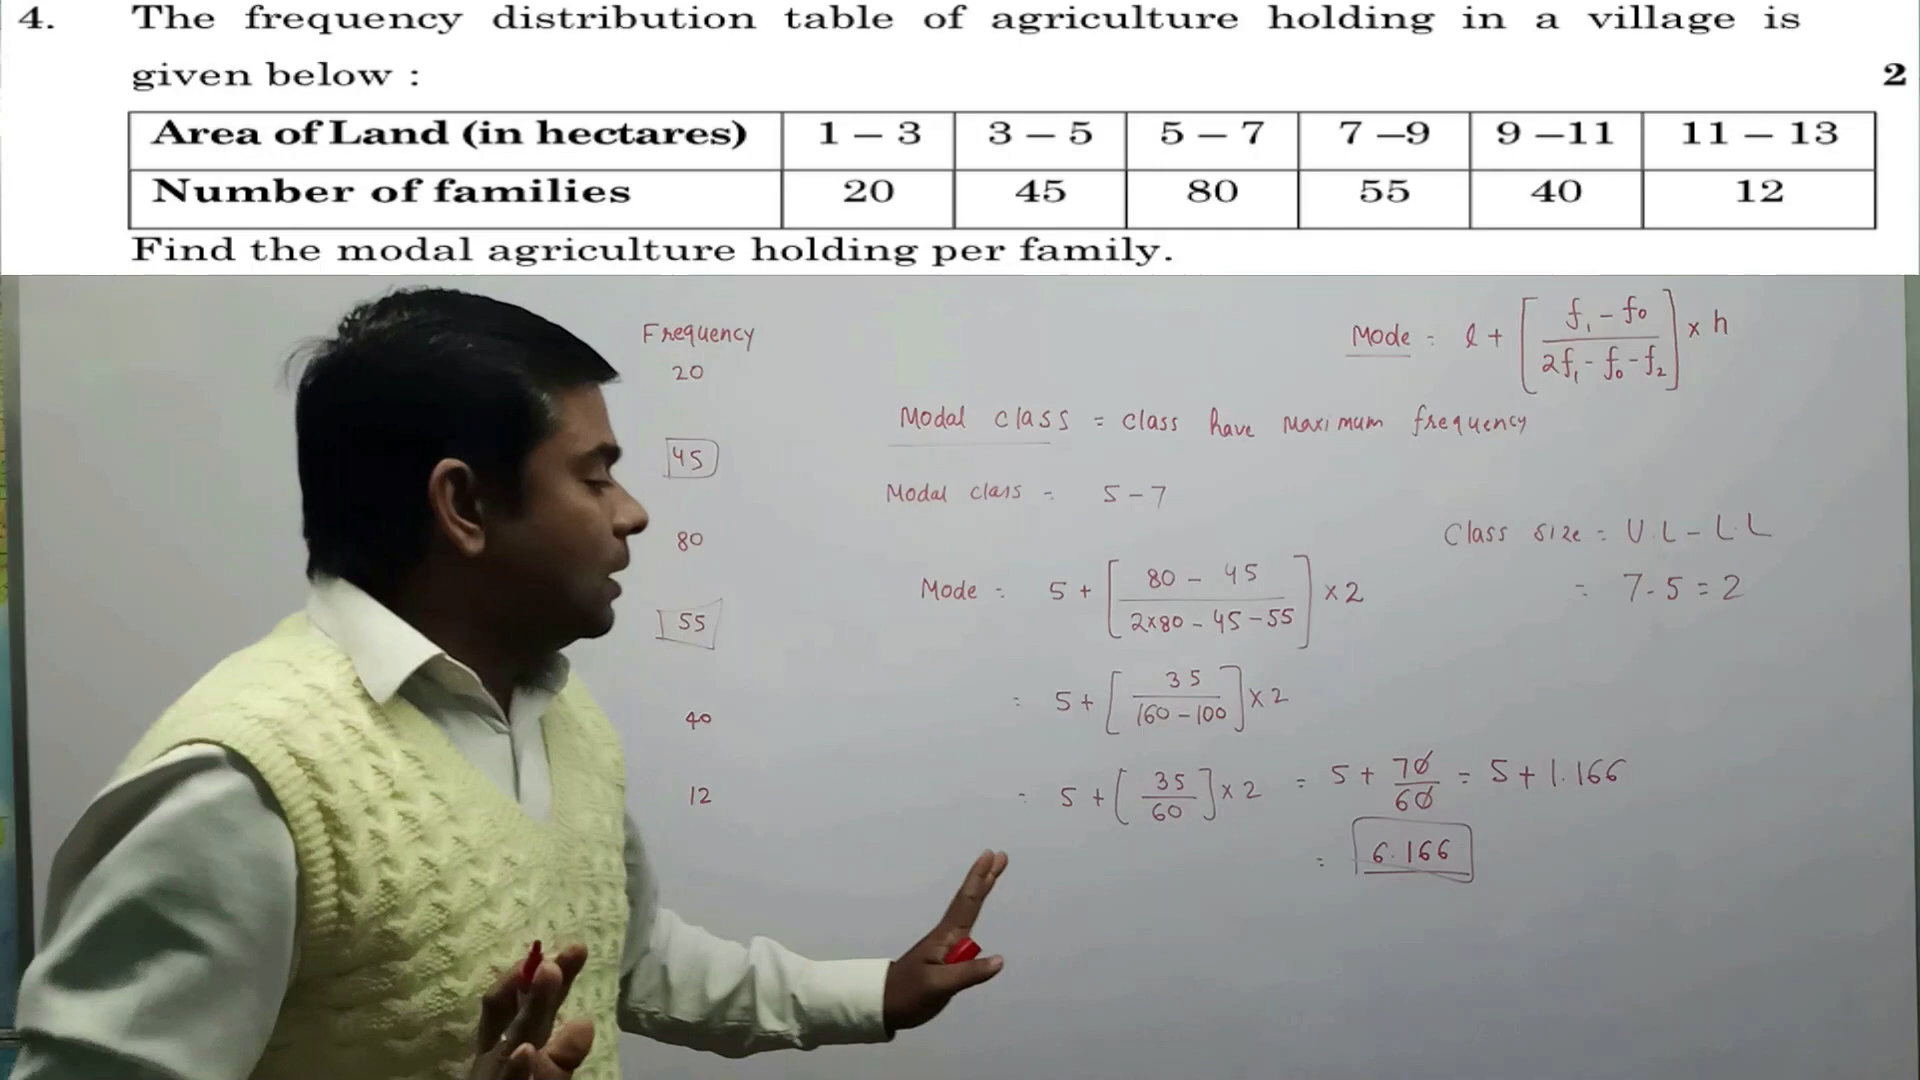 4. The frequency distribution table of agriculture holding in a village is
given below : 2
Area of Land (in hectares) 1 – 3 3 – 5 5 – 7 7 –9 9 –11 11 – 13
Number of families 20 45 80 55 40 12
Find the modal agriculture holding per family.
Frequency
20
45
80
55
40
12
Mode = l + [ f₁ - f₀ / 2f₁ - f₀ - f₂ ] × h
Modal class = class have maximum frequency
Modal class = 5 - 7
Class size = U.L - L.L
= 7 - 5 = 2
Mode = 5 + [ 80 - 45 / 2×80 - 45 - 55 ] × 2
= 5 + [ 35 / 160 - 100 ] × 2
= 5 + [ 35 / 60 ] × 2 = 5 + 70 / 60 = 5 + 1.166
= 6.166